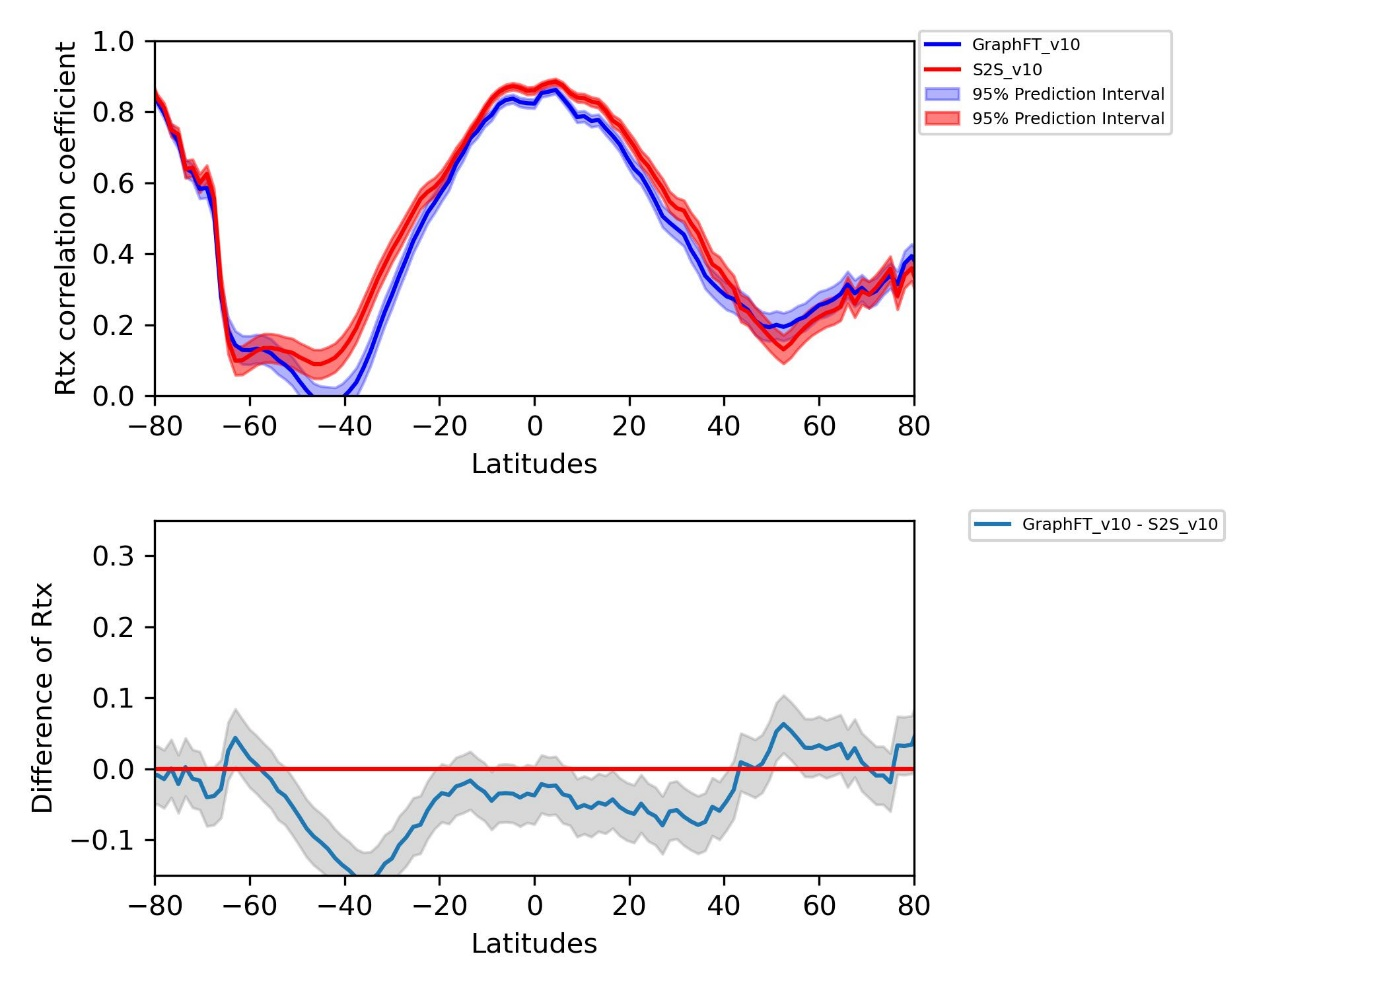 Rtx correlation coefficient
1.0
0.8
0.6
0.4
0.2
0.0
−80 −60 −40 −20 0 20 40 60 80
Latitudes
GraphFT_v10
S2S_v10
95% Prediction Interval
95% Prediction Interval
Difference of Rtx
0.3
0.2
0.1
0.0
−0.1
−80 −60 −40 −20 0 20 40 60 80
Latitudes
GraphFT_v10 - S2S_v10